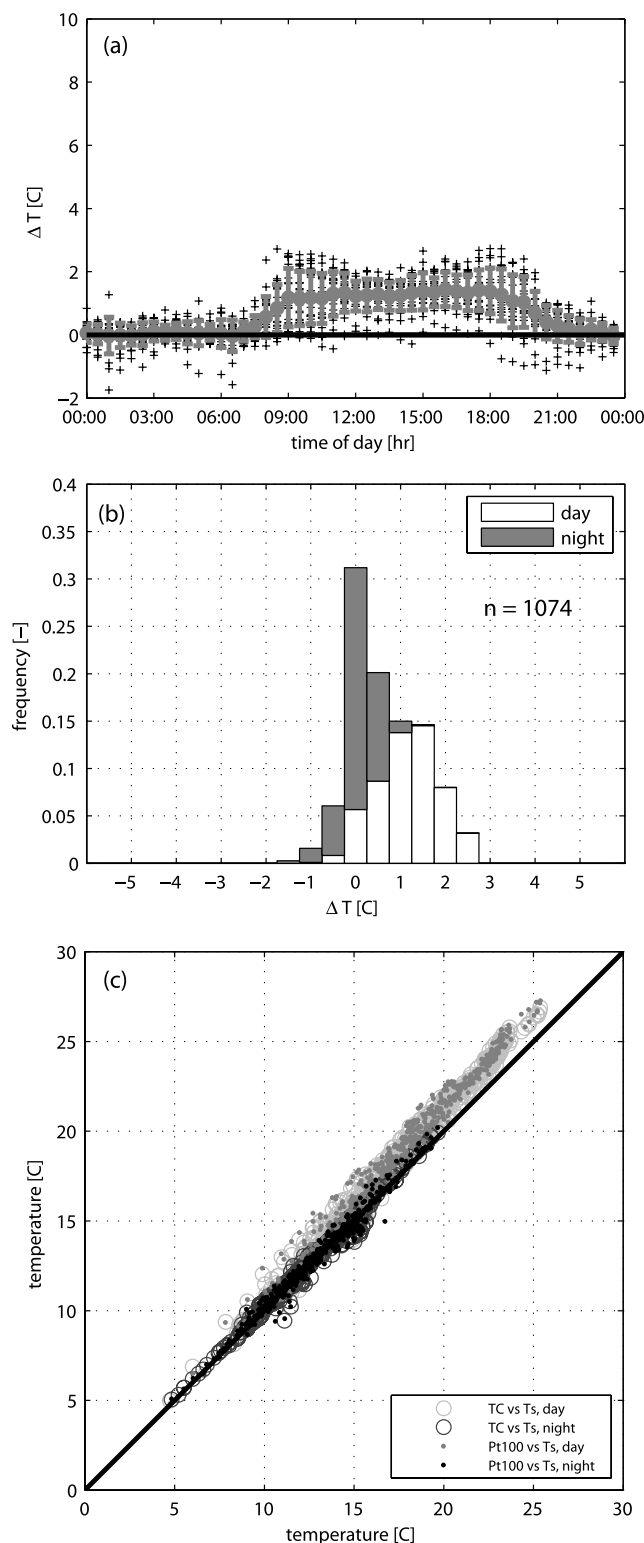 (a)
10
8
6
4
2
0
−2
Δ T [C]
00:00 03:00 06:00 09:00 12:00 15:00 18:00 21:00 00:00
time of day [hr]
(b)
0.4
0.35
0.3
0.25
0.2
0.15
0.1
0.05
0
frequency [−]
day
night
n = 1074
−5 −4 −3 −2 −1 0 1 2 3 4 5
Δ T [C]
(c)
30
25
20
15
10
5
0
temperature [C]
TC vs Ts, day
TC vs Ts, night
Pt100 vs Ts, day
Pt100 vs Ts, night
0 5 10 15 20 25 30
temperature [C]